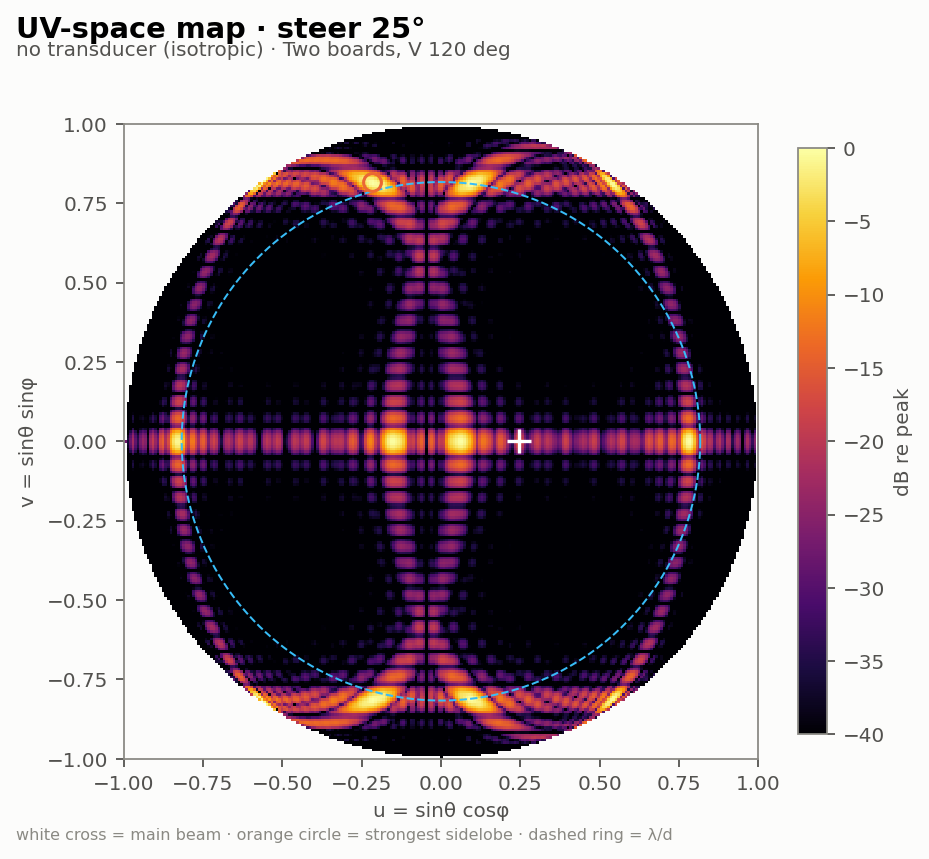 UV-space map · steer 25°
no transducer (isotropic) · Two boards, V 120 deg
1.00
0.75
0.50
0.25
0.00
−0.25
−0.50
−0.75
−1.00
v = sinθ sinφ
−1.00 −0.75 −0.50 −0.25 0.00 0.25 0.50 0.75 1.00
u = sinθ cosφ
0
−5
−10
−15
−20
−25
−30
−35
−40
dB re peak
white cross = main beam · orange circle = strongest sidelobe · dashed ring = λ/d